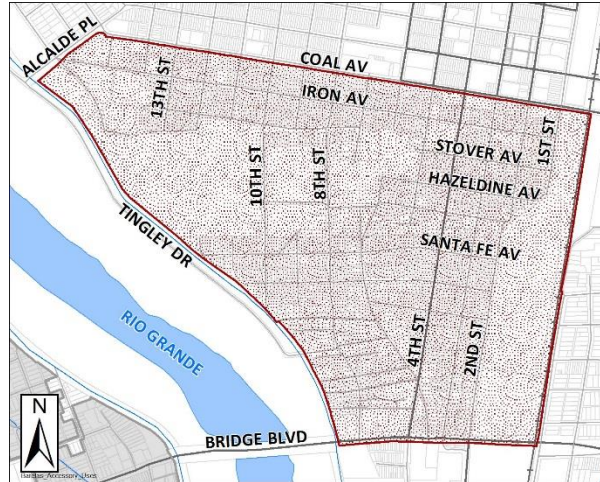 ALCALDE PL
COAL AV
IRON AV
13TH ST
1ST ST
STOVER AV
10TH ST
8TH ST
HAZELDINE AV
TINGLEY DR
SANTA FE AV
RIO GRANDE
4TH ST
2ND ST
N
BRIDGE BLVD